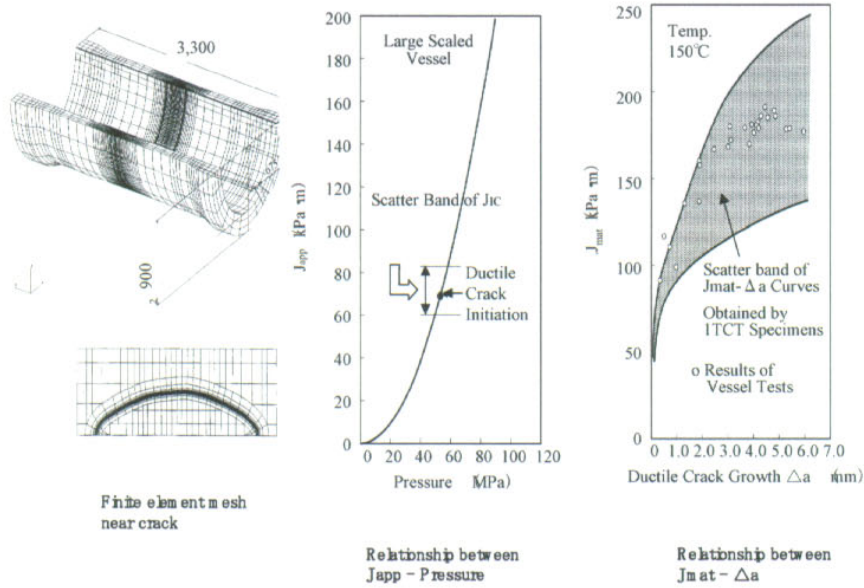 3,300
900
z
Finite element mesh
near crack
200
180
160
140
120
100
80
60
40
20
0
Japp kPa·m)
Large Scaled
Vessel
Scatter Band of JIC
Ductile
Crack
Initiation
0 20 40 60 80 100 120
Pressure (MPa)
Relationship between
Japp - Pressure
250
200
150
100
50
0
Jmat kPa·m)
Temp.
150℃
Scatter band of
Jmat- Δa Curves
Obtained by
1TCT Specimens
o Results of
Vessel Tests
0 1.0 2.0 3.0 4.0 5.0 6.0 7.0
Ductile Crack Growth △a (mm)
Relationship between
Jmat - △a